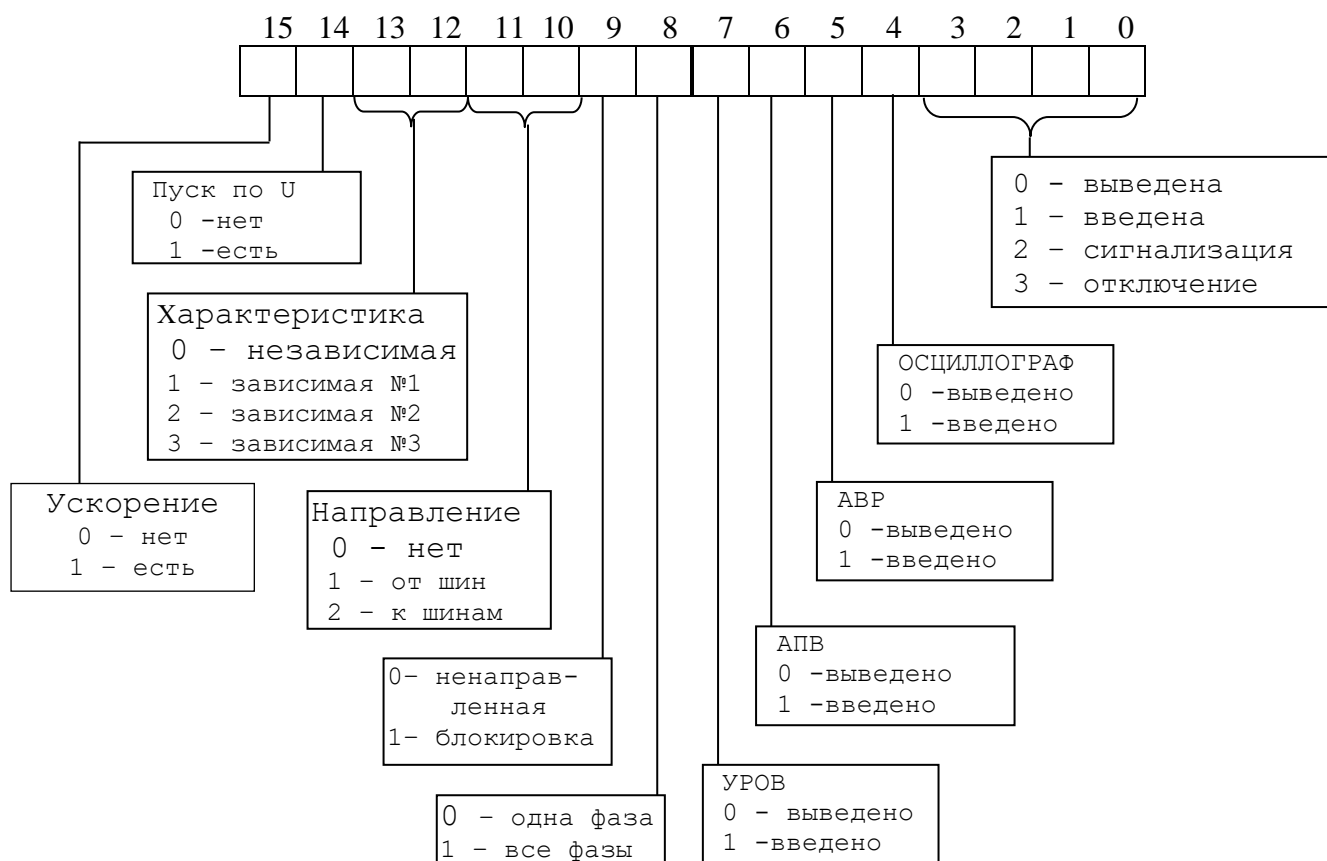 15 14 13 12 11 10 9 8 7 6 5 4 3 2 1 0
Пуск по U
0 -нет
1 -есть
0 - выведена
1 – введена
2 – сигнализация
3 – отключение
Характеристика
0 – независимая
1 – зависимая №1
2 – зависимая №2
3 – зависимая №3
ОСЦИЛЛОГРАФ
0 -выведено
1 -введено
Ускорение
0 – нет
1 – есть
Направление
0 - нет
1 – от шин
2 – к шинам
АВР
0 -выведено
1 -введено
АПВ
0 -выведено
1 -введено
0– ненаправ-
ленная
1– блокировка
УРОВ
0 - выведено
1 -введено
0 – одна фаза
1 – все фазы